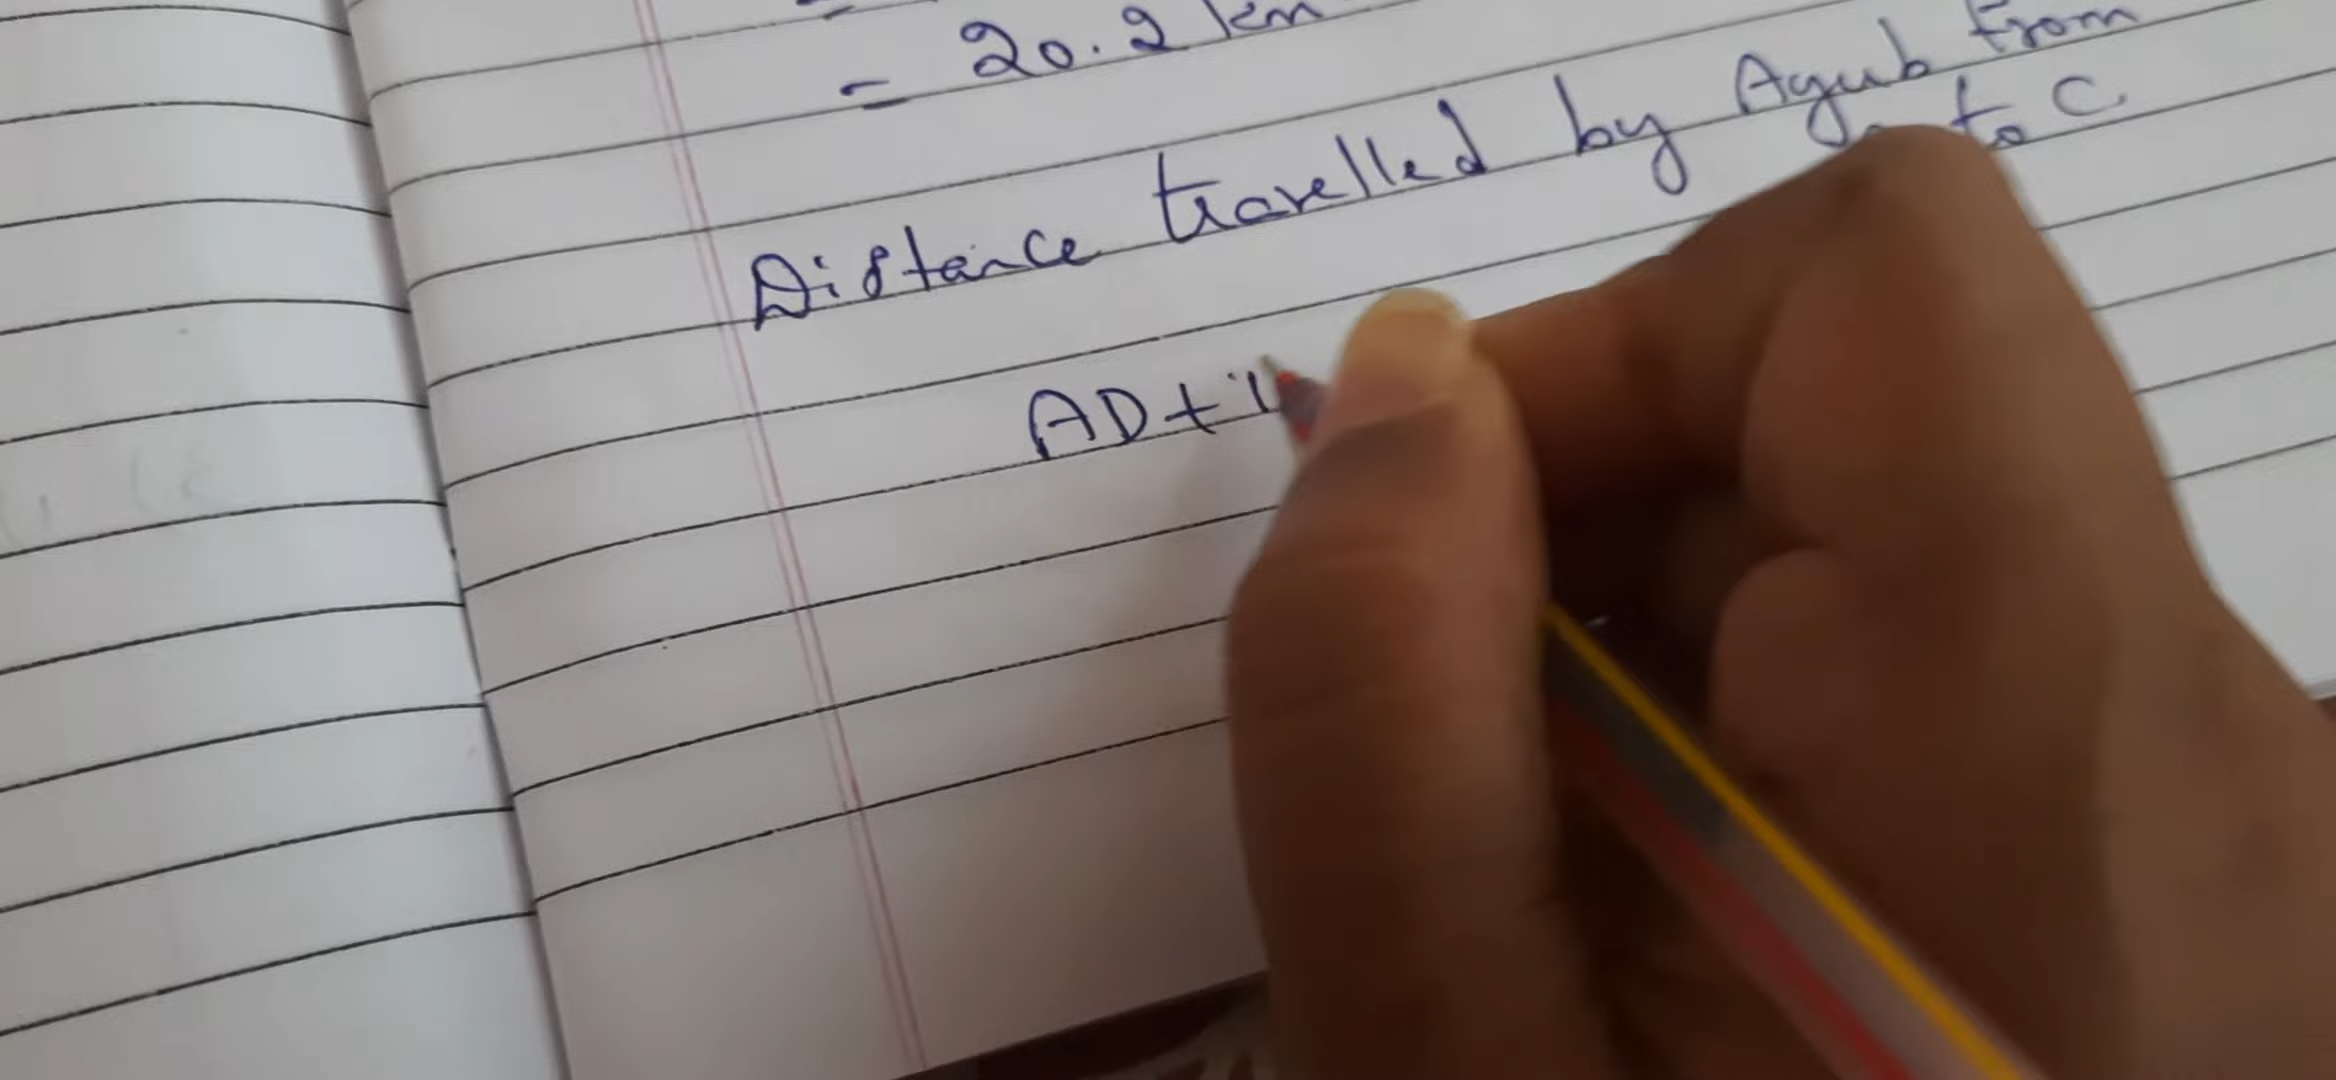 =
= 20.2 km
Distance travelled by Ayub from
to C
AD +